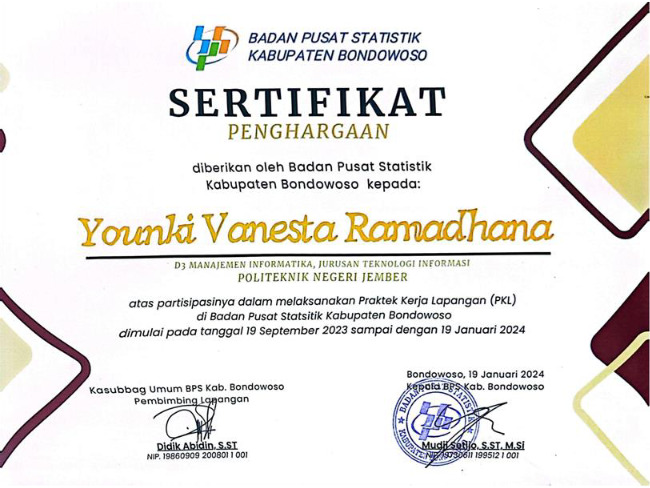 BADAN PUSAT STATISTIK
KABUPATEN BONDOWOSO
SERTIFIKAT
PENGHARGAAN
diberikan oleh Badan Pusat Statistik
Kabupaten Bondowoso kepada:
Younki Vanesta Ramadhana
D3 MANAJEMEN INFORMATIKA, JURUSAN TEKNOLOGI INFORMASI
POLITEKNIK NEGERI JEMBER
atas partisipasinya dalam melaksanakan Praktek Kerja Lapangan (PKL)
di Badan Pusat Statsitik Kabupaten Bondowoso
dimulai pada tanggal 19 September 2023 sampai dengan 19 Januari 2024
Kasubbag Umum BPS Kab. Bondowoso
Pembimbing Lapangan
Didik Abidin, S.ST
NIP. 19860909 200801 1 001
Bondowoso, 19 Januari 2024
Kepala BPS Kab. Bondowoso
BADAN PUSAT STATISTIK
Mudji Setijo, S.ST, M.Si
NIP. 19730611 199512 1 001